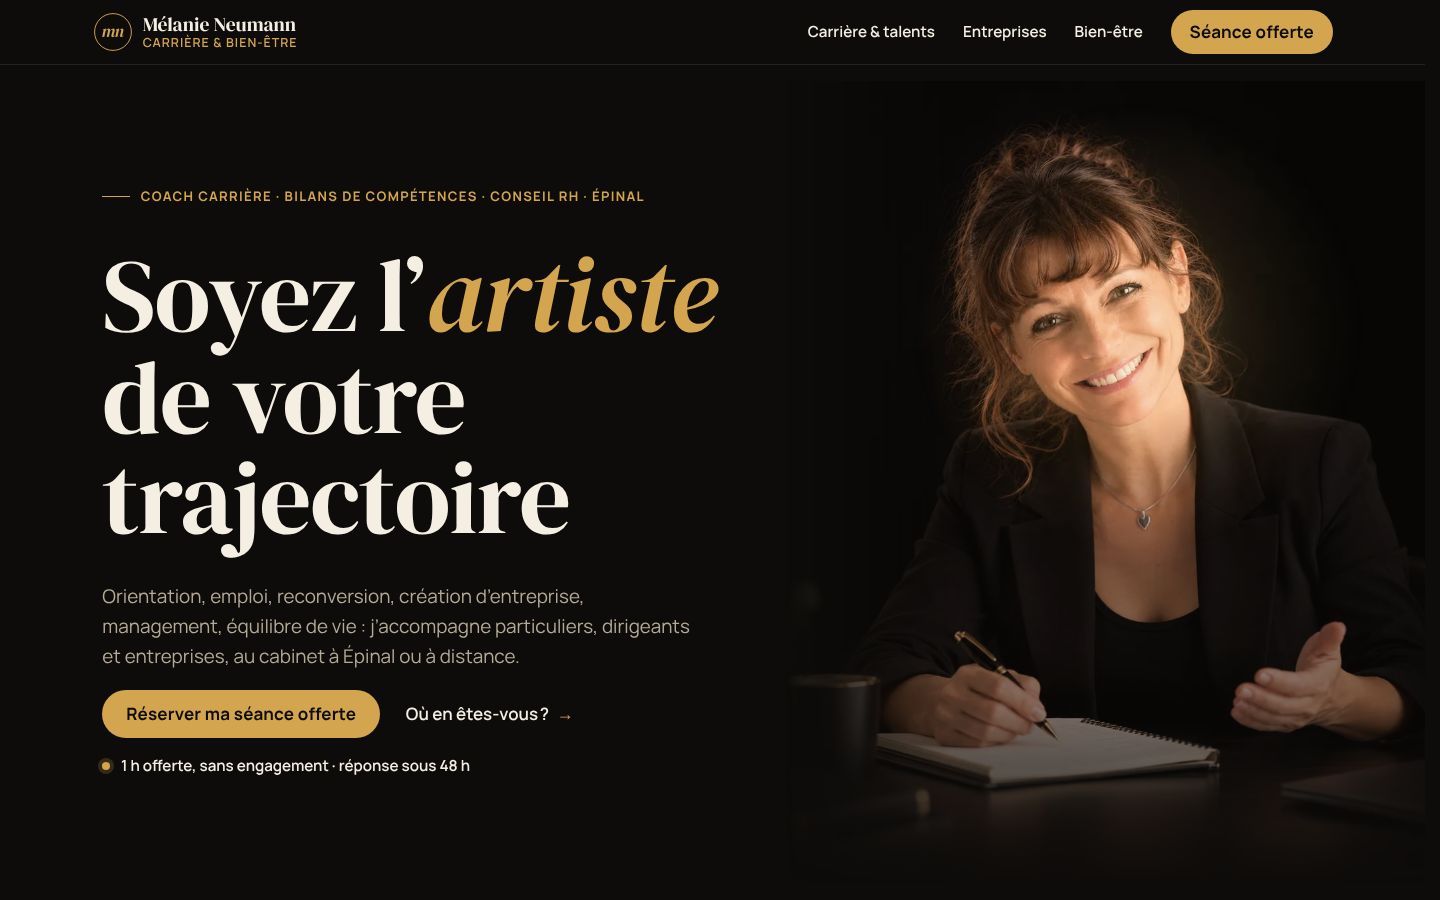 mn
Mélanie Neumann
CARRIÈRE & BIEN-ÊTRE
Carrière & talents
Entreprises
Bien-être
Séance offerte
COACH CARRIÈRE · BILANS DE COMPÉTENCES · CONSEIL RH · ÉPINAL
Soyez l’artiste
de votre
trajectoire
Orientation, emploi, reconversion, création d’entreprise,
management, équilibre de vie : j’accompagne particuliers, dirigeants
et entreprises, au cabinet à Épinal ou à distance.
Réserver ma séance offerte
Où en êtes-vous ? →
1 h offerte, sans engagement · réponse sous 48 h